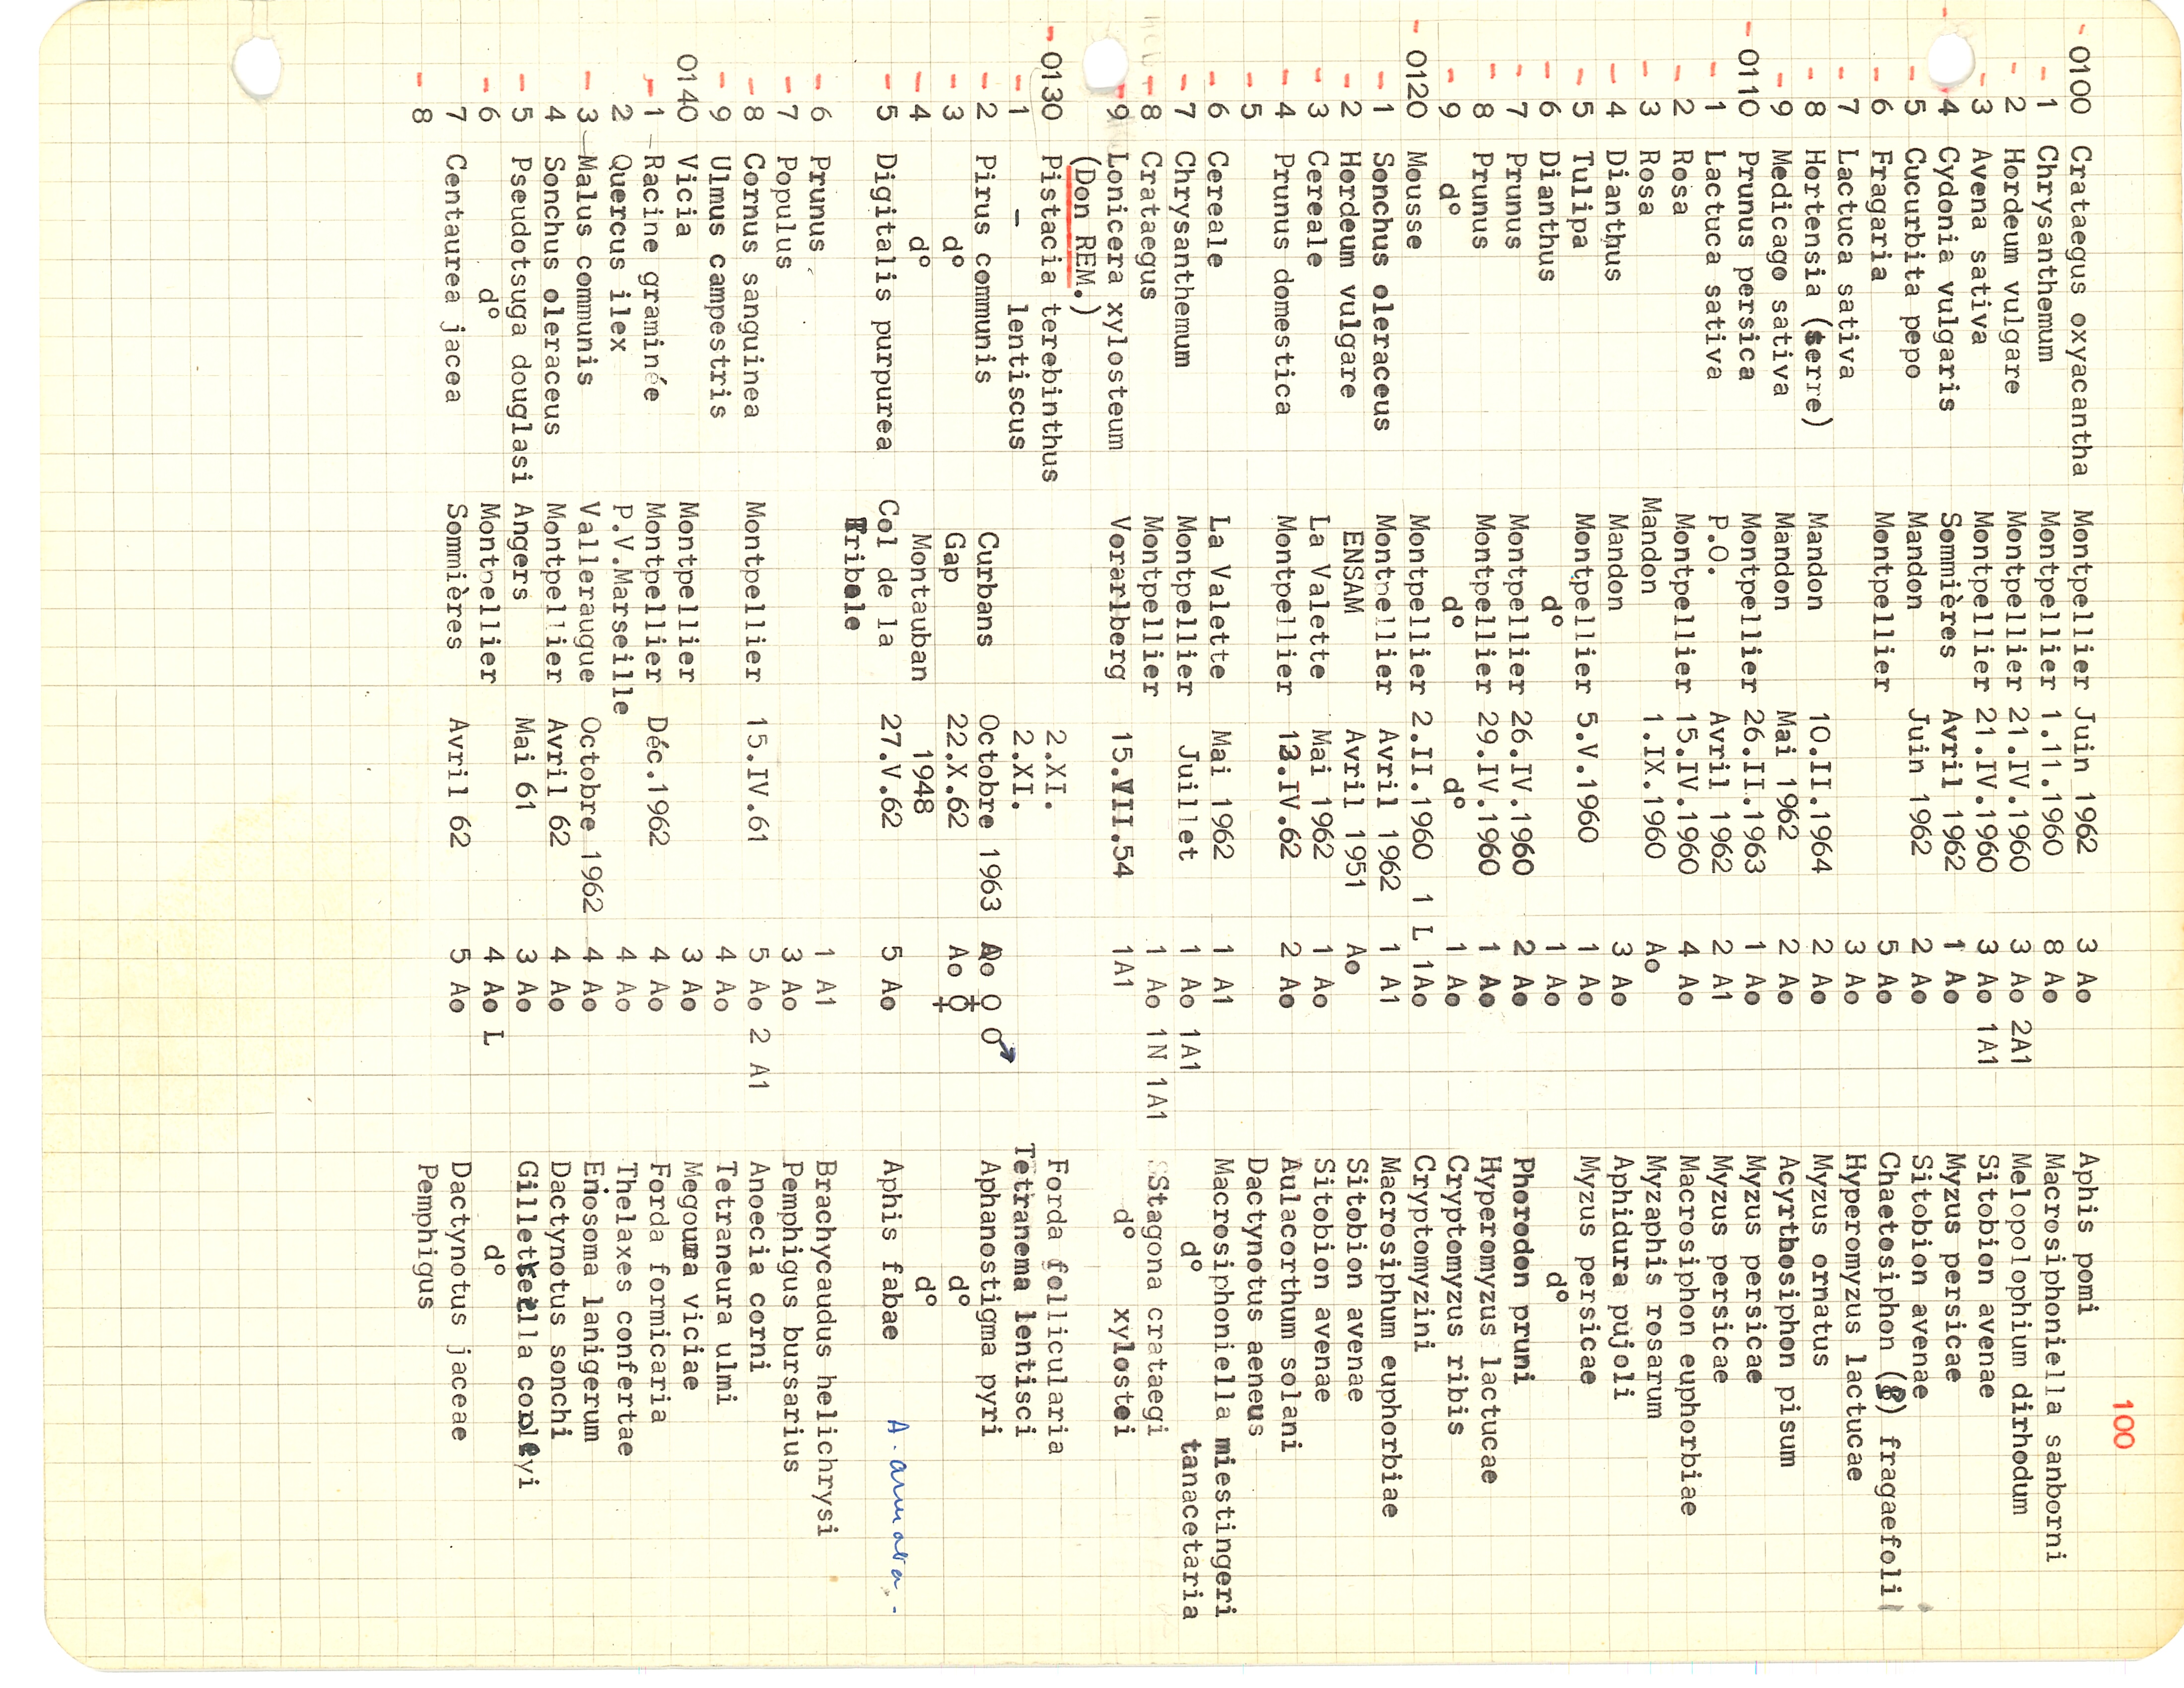 100
- 0100 Crataegus oxyacantha Montpellier Juin 1962 3 Ao Aphis pomi
- 1 Chrysanthemum Montpellier 1.11.1960 8 Ao Macrosiphoniella sanborni
- 2 Hordeum vulgare Montpellier 21.IV.1960 3 Ao 2A1 Melopolophium dirhodum
- 3 Avena sativa Montpellier 21.IV.1960 3 Ao 1A1 Sitobion avenae
- 4 Cydonia vulgaris Sommières Avril 1962 1 Ao Myzus persicae
- 5 Cucurbita pepo Mandon Juin 1962 2 Ao Sitobion avenae
- 6 Fragaria Montpellier 5 Ao Chaetosiphon (P) fragaefoli
- 7 Lactuca sativa 3 Ao Hyperomyzus lactucae
- 8 Hortensia (serre) Mandon 10.II.1964 2 Ao Myzus ornatus
- 9 Medicago sativa Mandon Mai 1962 2 Ao Acyrthosiphon pisum
- 0110 Prunus persica Montpellier 26.II.1963 1 Ao Myzus persicae
- 1 Lactuca sativa P.O. Avril 1962 2 A1 Myzus persicae
- 2 Rosa Montpellier 15.IV.1960 4 Ao Macrosiphon euphorbiae
- 3 Rosa Mandon 1.IX.1960 Ao Myzaphis rosarum
- 4 Dianthus Mandon 3 Ao Aphidura pujoli
- 5 Tulipa Montpellier 5.V.1960 1 Ao Myzus persicae
- 6 Dianthus d° 1 Ao d°
- 7 Prunus Montpellier 26.IV.1960 2 Ao Phorodon pruni
- 8 Prunus Montpellier 29.IV.1960 1 Ao Hyperomyzus lactucae
- 9 d° d° d° 1 Ao Cryptomyzus ribis
- 0120 Mousse Montpellier 2.II.1960 1 L 1Ao Cryptomyzini
- 1 Sonchus oleraceus Montpellier Avril 1962 1 A1 Macrosiphum euphorbiae
- 2 Hordeum vulgare ENSAM Avril 1951 Ao Sitobion avenae
- 3 Cereale La Valette Mai 1962 1 Ao Sitobion avenae
- 4 Prunus domestica Montpellier 13.IV.62 2 Ao Aulacorthum solani
- 5 Dactynotus aeneus
- 6 Cereale La Valette Mai 1962 1 A1 Macrosiphoniella miestingeri
- 7 Chrysanthemum Montpellier Juillet 1 Ao 1A1 d° tanacetaria
- 8 Crataegus Montpellier 1 Ao 1N 1A1 Stagona crataegi
- 9 Lonicera xylosteum Vorarlberg 15.VII.54 1A1 d° xylostei
(Don REM.)
- 0130 Pistacia terebinthus 2.XI. Forda follicularia
- 1 - lentiscus 2.XI. Tetranema lentisci
- 2 Pirus communis Curbans Octobre 1963 Ao O O Aphanostigma pyri
- 3 d° Gap 22.X.62 Ao ♀ d°
- 4 d° Montauban 1948 d°
- 5 Digitalis purpurea Col de la 27.V.62 5 Ao Aphis fabae A. armata.-
Tribale
- 6 Prunus 1 A1 Brachycaudus helichrysi
- 7 Populus 3 Ao Pemphigus bursarius
- 8 Cornus sanguinea Montpellier 15.IV.61 5 Ao 2 A1 Anoecia corni
- 9 Ulmus campestris 4 Ao Tetraneura ulmi
0140 Vicia Montpellier 3 Ao Megoura viciae
- 1 Racine graminée Montpellier Déc.1962 4 Ao Forda formicaria
2 Quercus ilex P.V.Marseille 4 Ao Thelaxes confertae
- 3 Malus communis Valleraugue Octobre 1962 4 Ao Eriosoma lanigerum
4 Sonchus oleraceus Montpellier Avril 62 4 Ao Dactynotus sonchi
- 5 Pseudotsuga douglasi Angers Mai 61 3 Ao Gilletteella cooleyi
- 6 d° Montpellier 4 Ao L d°
7 Centaurea jacea Sommières Avril 62 5 Ao Dactynotus jaceae
- 8 Pemphigus